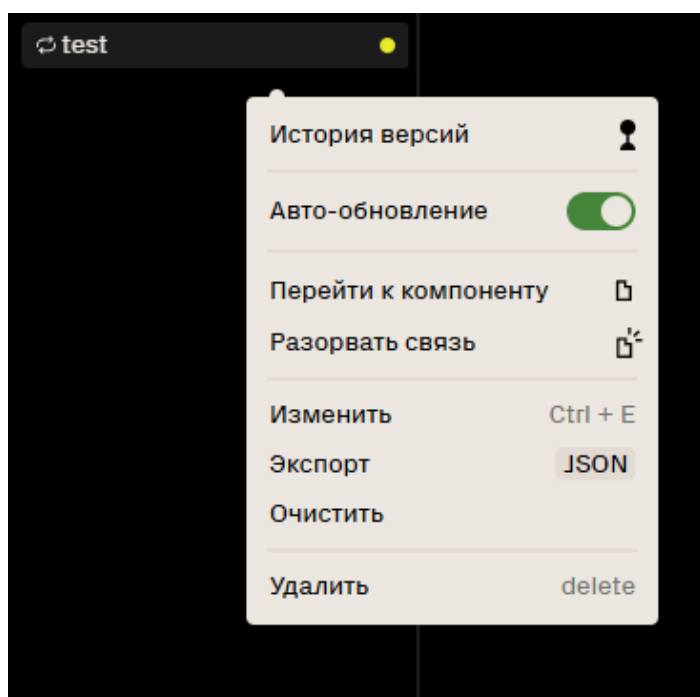 test
История версий
Авто-обновление
Перейти к компоненту
Разорвать связь
Изменить Ctrl + E
Экспорт JSON
Очистить
Удалить delete